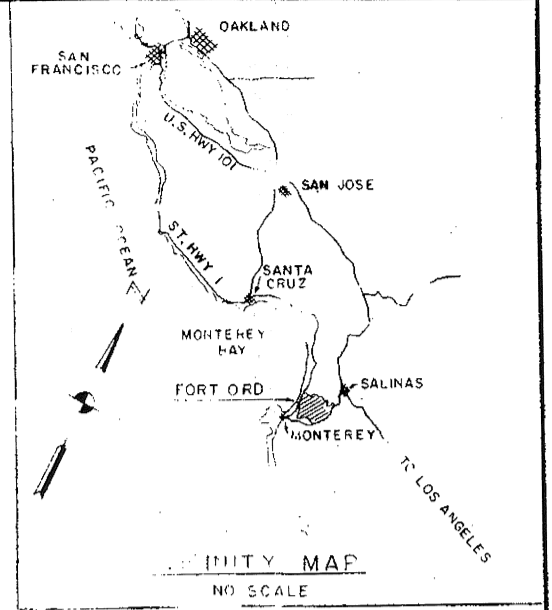 OAKLAND
SAN
FRANCISCO
U.S. HWY 101
PACIFIC OCEAN
SAN JOSE
ST. HWY 1
SANTA
CRUZ
MONTEREY
BAY
FORT ORD
SALINAS
MONTEREY
TO LOS ANGELES
INITY MAP
NO SCALE